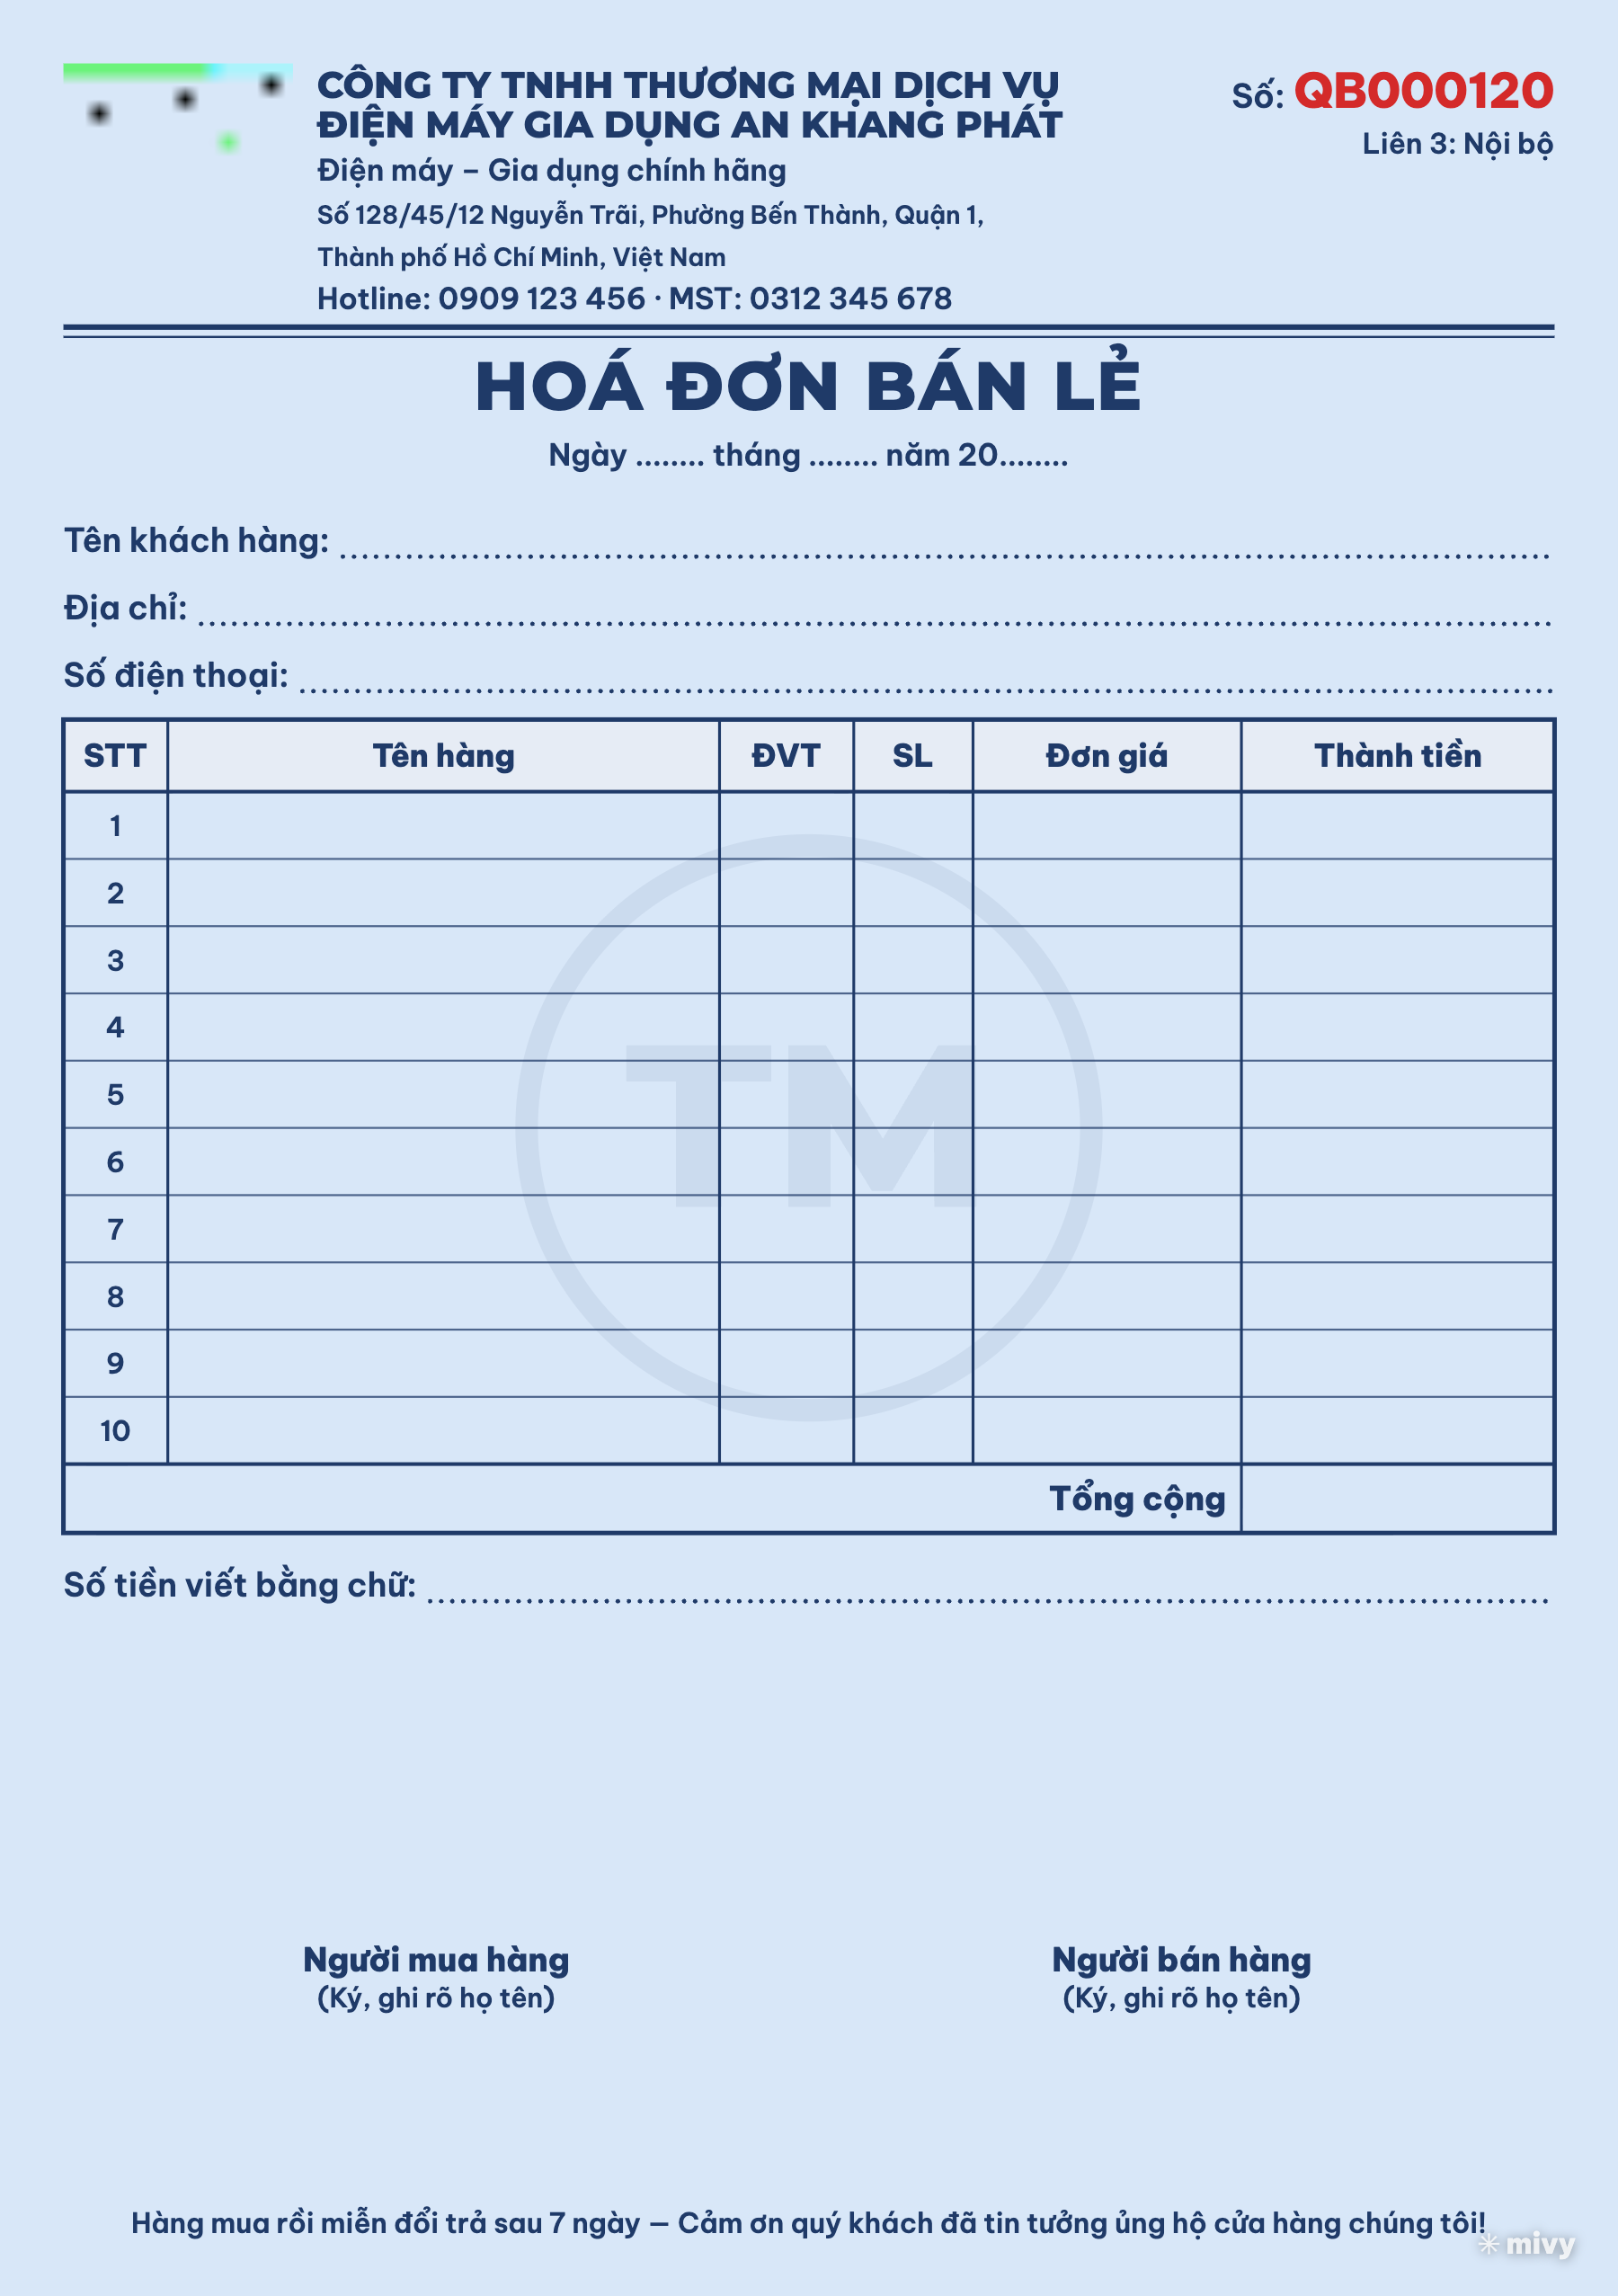 CÔNG TY TNHH THƯƠNG MẠI DỊCH VỤ
ĐIỆN MÁY GIA DỤNG AN KHANG PHÁT
Điện máy – Gia dụng chính hãng
Số 128/45/12 Nguyễn Trãi, Phường Bến Thành, Quận 1,
Thành phố Hồ Chí Minh, Việt Nam
Hotline: 0909 123 456 · MST: 0312 345 678
Số: QB000120
Liên 3: Nội bộ
HOÁ ĐƠN BÁN LẺ
Ngày ........ tháng ........ năm 20........
Tên khách hàng:
Địa chỉ:
Số điện thoại:
STT Tên hàng ĐVT SL Đơn giá Thành tiền
1
2
3
4
5
6
7
8
9
10
TM
Tổng cộng
Số tiền viết bằng chữ:
Người mua hàng Người bán hàng
(Ký, ghi rõ họ tên) (Ký, ghi rõ họ tên)
Hàng mua rồi miễn đổi trả sau 7 ngày — Cảm ơn quý khách đã tin tưởng ủng hộ cửa hàng chúng tôi!
mivy